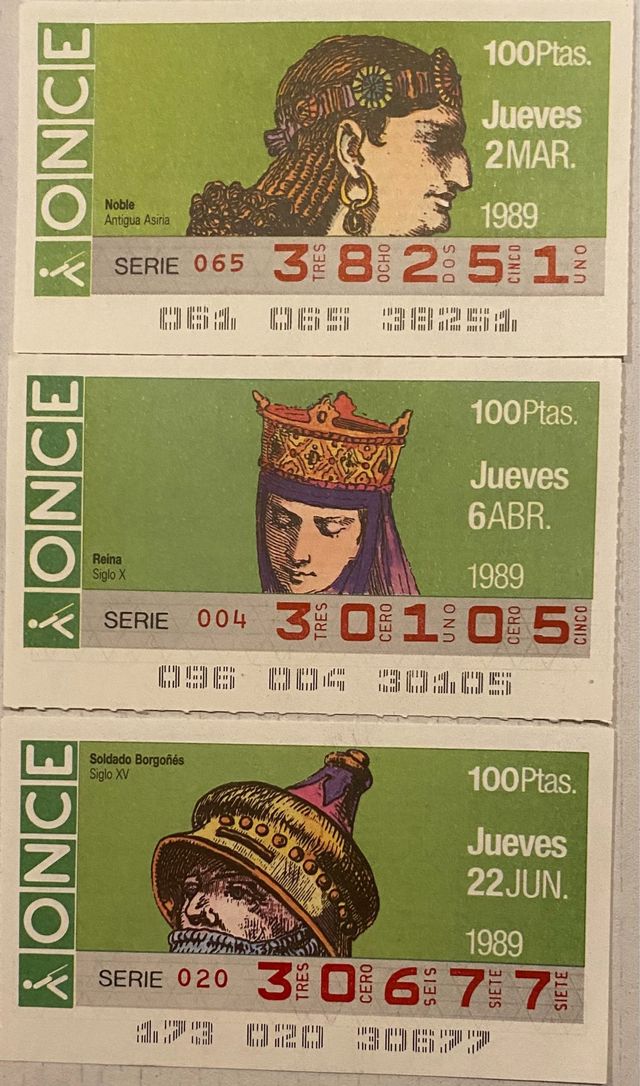 ONCE
100Ptas.
Jueves
2MAR.
1989
Noble
Antigua Asiria
SERIE 065 3 TRES 8 OCHO 2 DOS 5 CINCO 1 UNO
061 065 38251
ONCE
100Ptas.
Jueves
6ABR.
1989
Reina
Siglo X
SERIE 004 3 TRES 0 CERO 1 UNO 0 CERO 5 CINCO
096 004 30105
ONCE
Soldado Borgoñés
Siglo XV
100Ptas.
Jueves
22JUN.
1989
SERIE 020 3 TRES 0 CERO 6 SEIS 7 SIETE 7 SIETE
173 020 30677